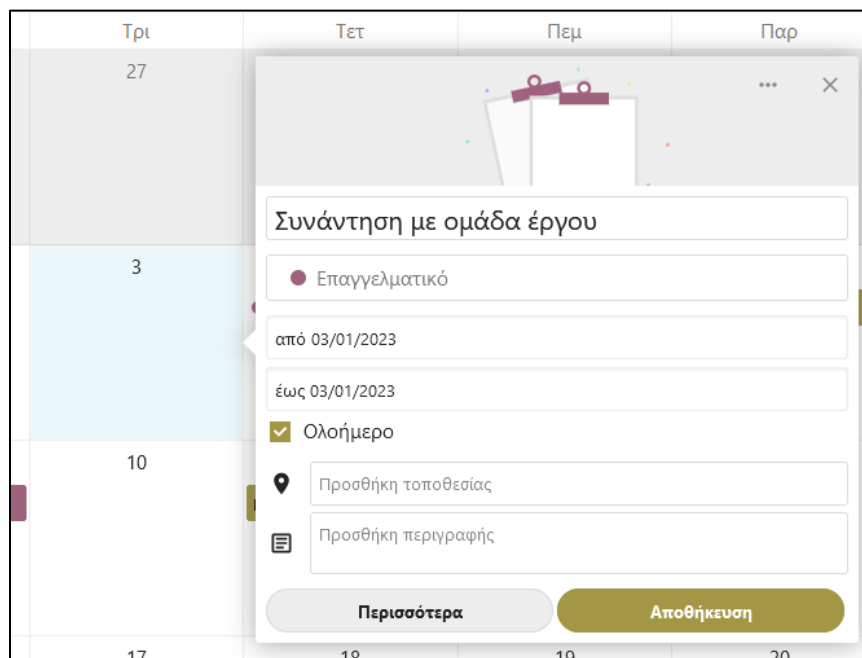 Τρι Τετ Πεμ Παρ
27
Συνάντηση με ομάδα έργου
3
Επαγγελματικό
από 03/01/2023
έως 03/01/2023
Ολοήμερο
10
Προσθήκη τοποθεσίας
Προσθήκη περιγραφής
Περισσότερα Αποθήκευση
17 18 19 20